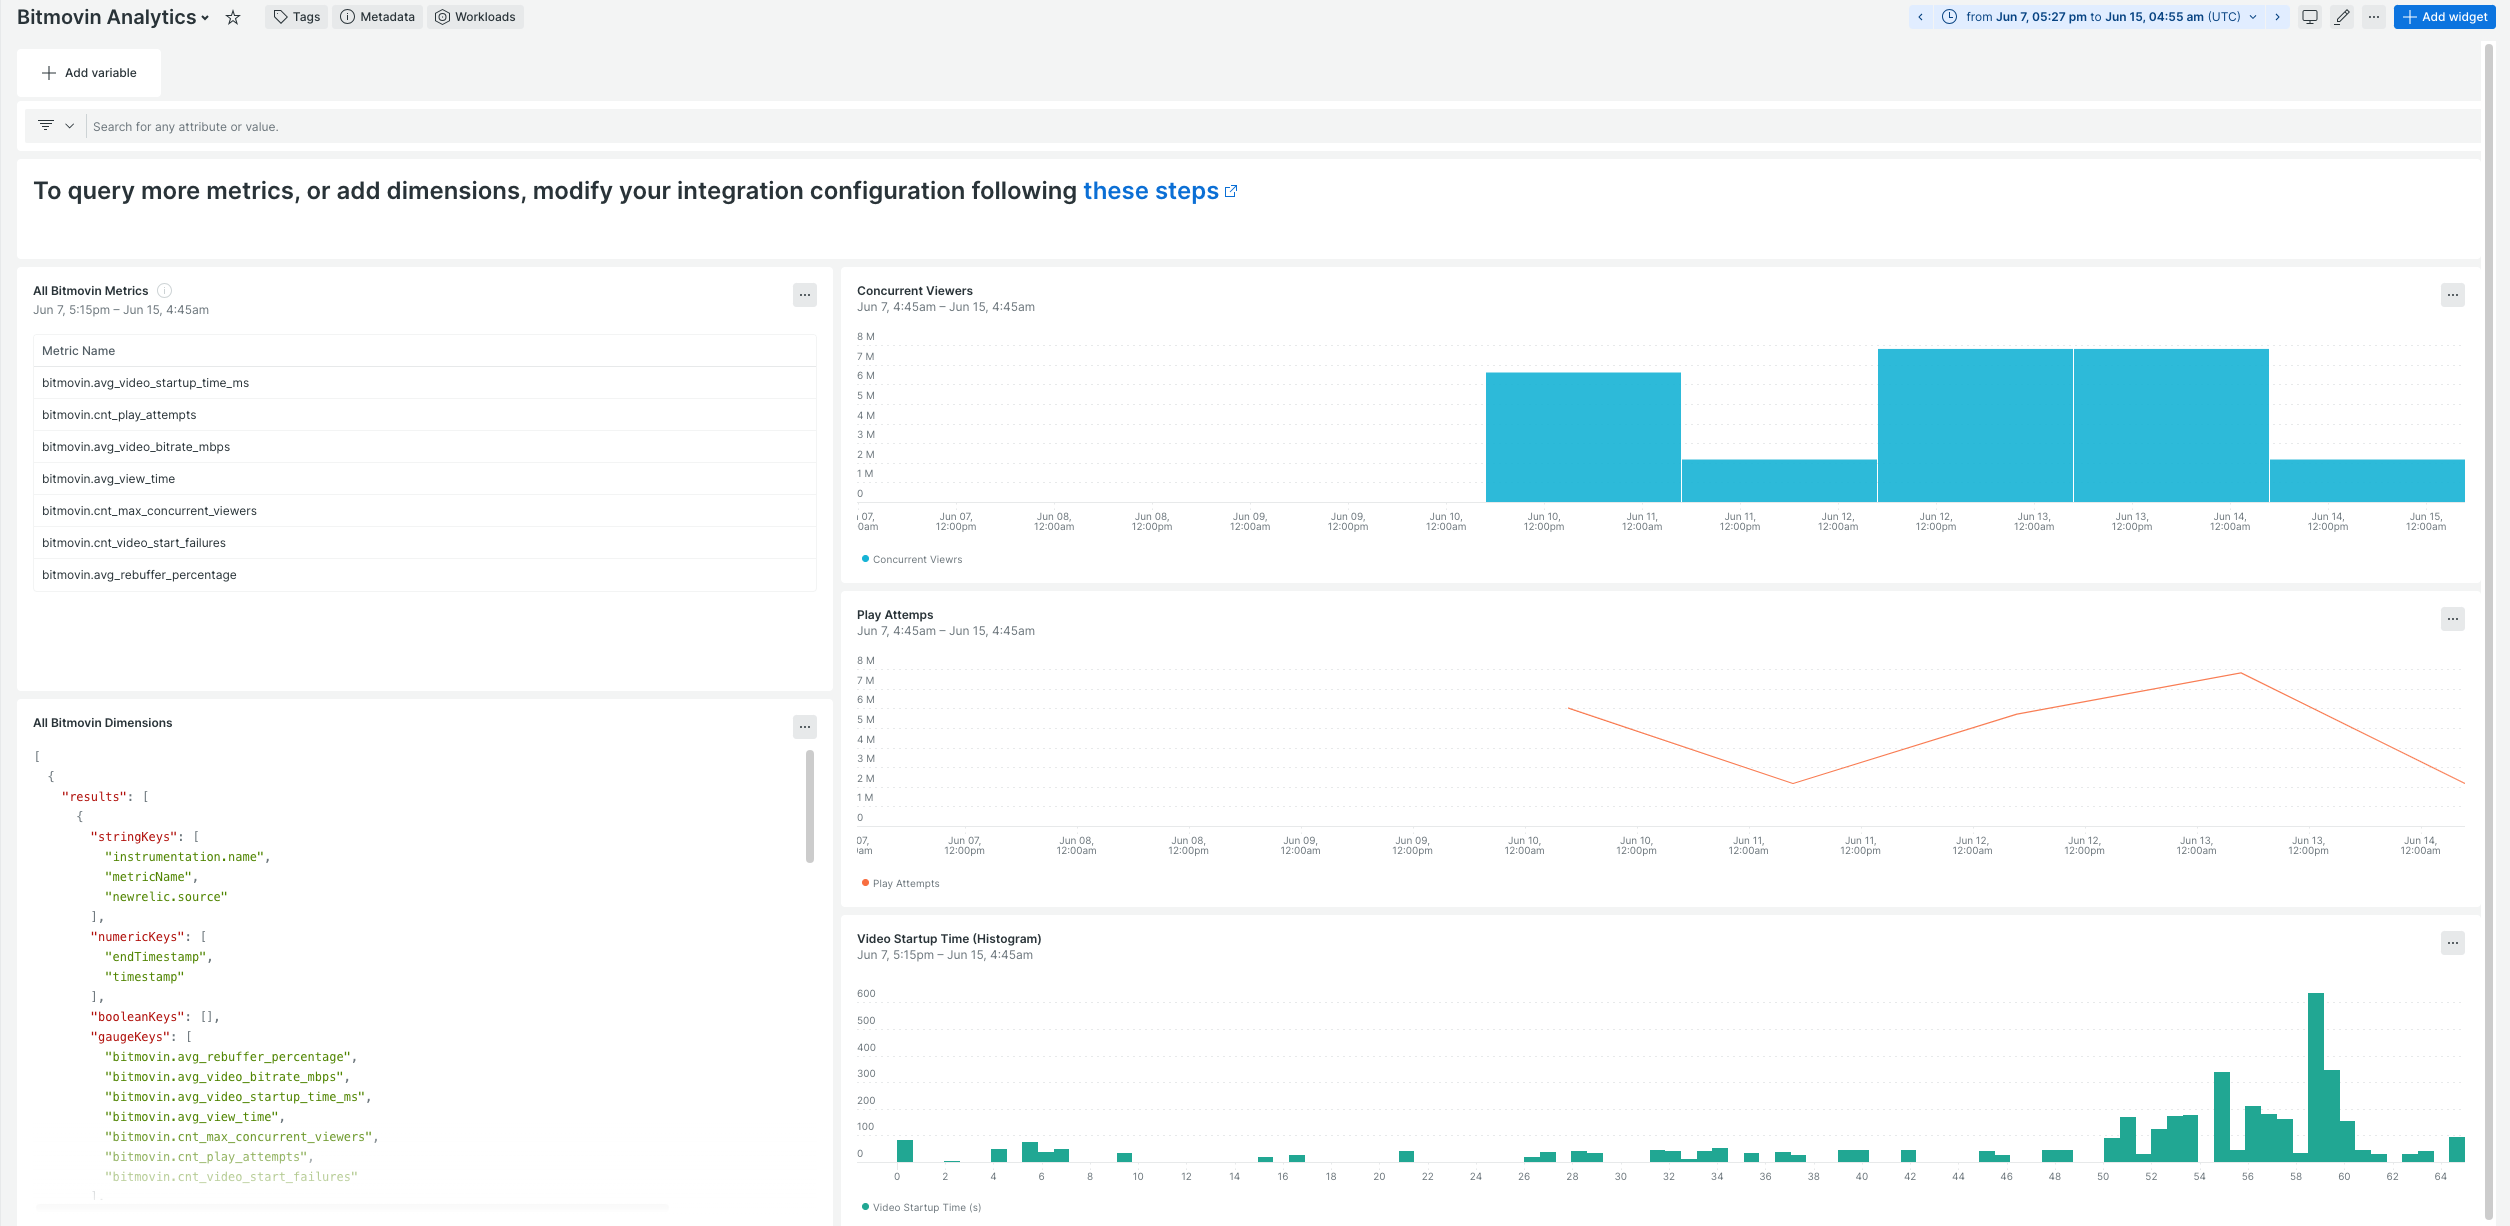 Bitmovin Analytics
Tags
Metadata
Workloads
from Jun 7, 05:27 pm to Jun 15, 04:55 am (UTC)
Add widget
Add variable
Search for any attribute or value.
To query more metrics, or add dimensions, modify your integration configuration following these steps
All Bitmovin Metrics
Jun 7, 5:15pm – Jun 15, 4:45am
Metric Name
bitmovin.avg_video_startup_time_ms
bitmovin.cnt_play_attempts
bitmovin.avg_video_bitrate_mbps
bitmovin.avg_view_time
bitmovin.cnt_max_concurrent_viewers
bitmovin.cnt_video_start_failures
bitmovin.avg_rebuffer_percentage
All Bitmovin Dimensions
[
{
"results": [
{
"stringKeys": [
"instrumentation.name",
"metricName",
"newrelic.source"
],
"numericKeys": [
"endTimestamp",
"timestamp"
],
"booleanKeys": [],
"gaugeKeys": [
"bitmovin.avg_rebuffer_percentage",
"bitmovin.avg_video_bitrate_mbps",
"bitmovin.avg_video_startup_time_ms",
"bitmovin.avg_view_time",
"bitmovin.cnt_max_concurrent_viewers",
"bitmovin.cnt_play_attempts",
"bitmovin.cnt_video_start_failures"
],
Concurrent Viewers
Jun 7, 4:45am – Jun 15, 4:45am
8 M
7 M
6 M
5 M
4 M
3 M
2 M
1 M
0
07, Jun 07, Jun 08, Jun 08, Jun 09, Jun 09, Jun 10, Jun 10, Jun 11, Jun 11, Jun 12, Jun 12, Jun 13, Jun 13, Jun 14, Jun 14, Jun 15,
0am 12:00pm 12:00am 12:00pm 12:00am 12:00pm 12:00am 12:00pm 12:00am 12:00pm 12:00am 12:00pm 12:00am 12:00pm 12:00am 12:00pm 12:00am
Concurrent Viewrs
Play Attemps
Jun 7, 4:45am – Jun 15, 4:45am
8 M
7 M
6 M
5 M
4 M
3 M
2 M
1 M
0
07, Jun 07, Jun 08, Jun 08, Jun 09, Jun 09, Jun 10, Jun 10, Jun 11, Jun 11, Jun 12, Jun 12, Jun 13, Jun 13, Jun 14,
am 12:00pm 12:00am 12:00pm 12:00am 12:00pm 12:00am 12:00pm 12:00am 12:00pm 12:00am 12:00pm 12:00am 12:00pm 12:00am
Play Attempts
Video Startup Time (Histogram)
Jun 7, 5:15pm – Jun 15, 4:45am
600
500
400
300
200
100
0
0 2 4 6 8 10 12 14 16 18 20 22 24 26 28 30 32 34 36 38 40 42 44 46 48 50 52 54 56 58 60 62 64
Video Startup Time (s)